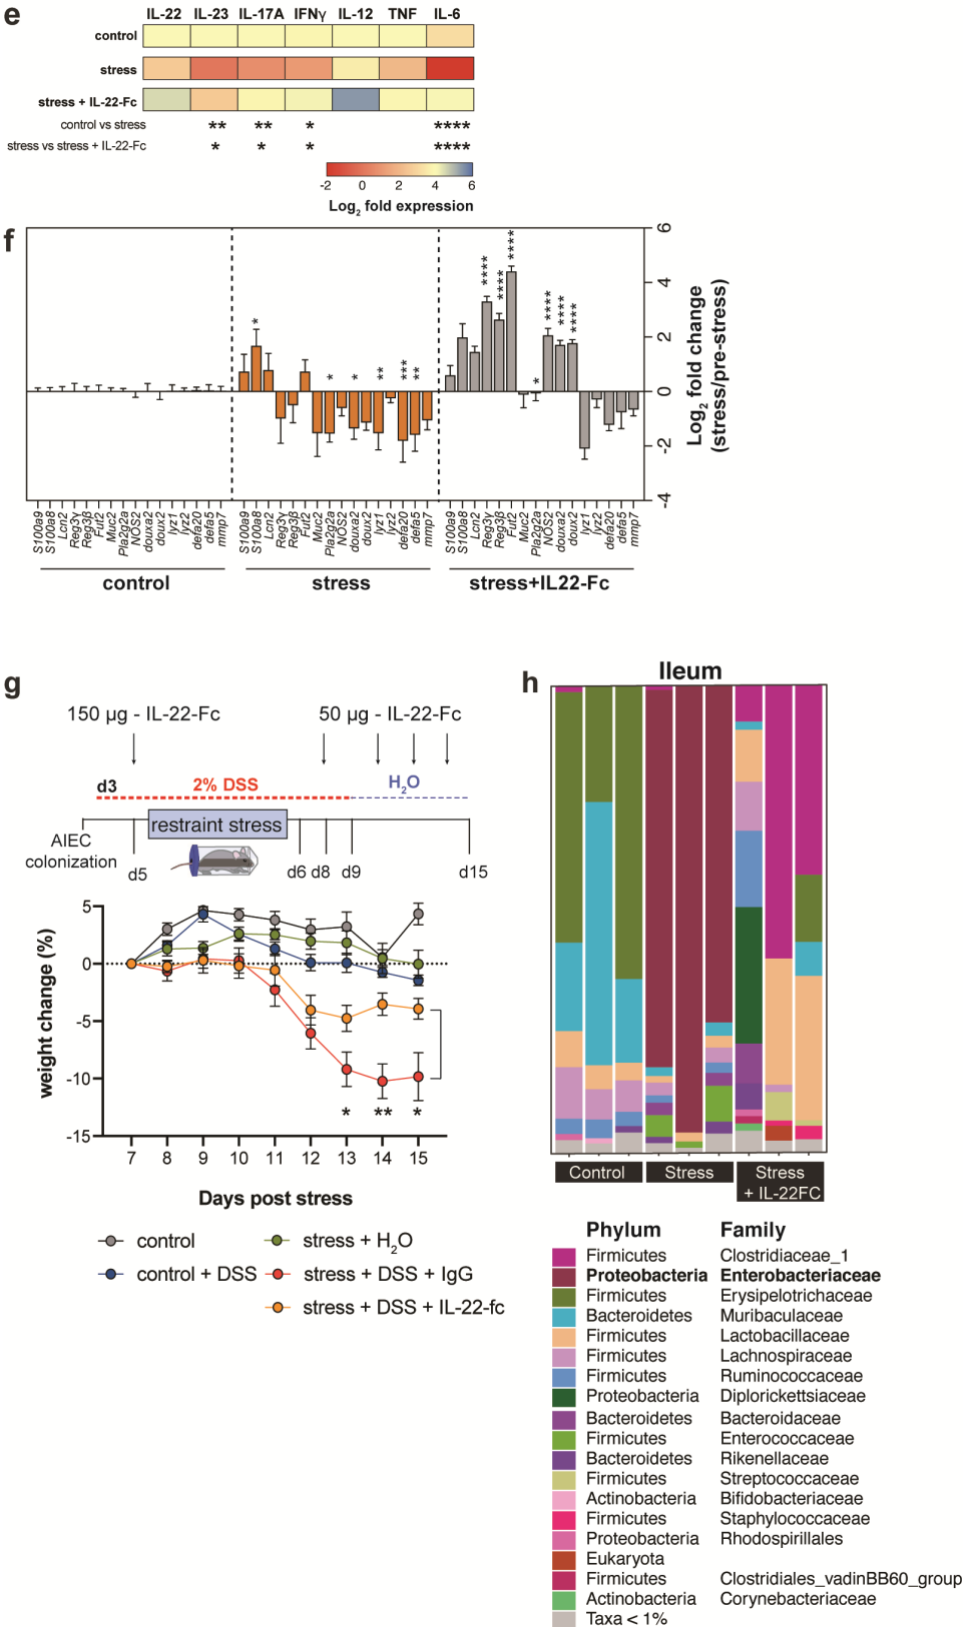 e
IL-22 IL-23 IL-17A IFNγ IL-12 TNF IL-6
control
stress
stress + IL-22-Fc
control vs stress ** ** * ****
stress vs stress + IL-22-Fc * * * ****
-2 0 2 4 6
Log2 fold expression
f
6
4
2
0
-2
-4
Log2 fold change
(stress/pre-stress)
* * * ** *** ** **** **** **** * **** **** ****
S100a9 S100a8 Lcn2 Reg3γ Reg3β Fut2 Muc2 Pla2g2a NOS2 douxa2 doux2 lyz1 lyz2 defa20 defa5 mmp7
S100a9 S100a8 Lcn2 Reg3γ Reg3β Fut2 Muc2 Pla2g2a NOS2 douxa2 doux2 lyz1 lyz2 defa20 defa5 mmp7
S100a9 S100a8 Lcn2 Reg3γ Reg3β Fut2 Muc2 Pla2g2a NOS2 douxa2 doux2 lyz1 lyz2 defa20 defa5 mmp7
control stress stress+IL22-Fc
g
150 µg - IL-22-Fc 50 µg - IL-22-Fc
d3 2% DSS H2O
restraint stress
AIEC
colonization
d5 d6 d8 d9 d15
weight change (%)
5
0
-5
-10
-15
* ** *
7 8 9 10 11 12 13 14 15
Days post stress
control
stress + H2O
control + DSS
stress + DSS + IgG
stress + DSS + IL-22-fc
h
Ileum
Control Stress Stress
+ IL-22FC
Phylum Family
Firmicutes Clostridiaceae_1
Proteobacteria Enterobacteriaceae
Firmicutes Erysipelotrichaceae
Bacteroidetes Muribaculaceae
Firmicutes Lactobacillaceae
Firmicutes Lachnospiraceae
Firmicutes Ruminococcaceae
Proteobacteria Diplorickettsiaceae
Bacteroidetes Bacteroidaceae
Firmicutes Enterococcaceae
Bacteroidetes Rikenellaceae
Firmicutes Streptococcaceae
Actinobacteria Bifidobacteriaceae
Firmicutes Staphylococcaceae
Proteobacteria Rhodospirillales
Eukaryota
Firmicutes Clostridiales_vadinBB60_group
Actinobacteria Corynebacteriaceae
Taxa < 1%